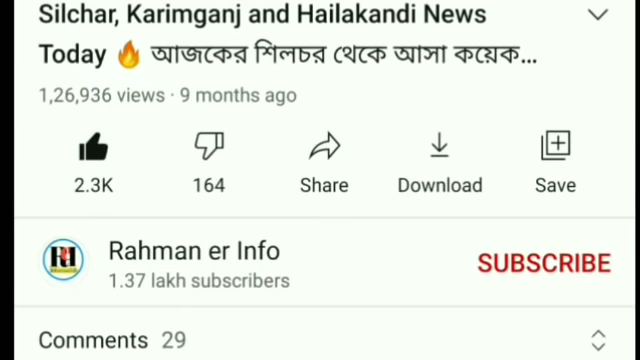 Silchar, Karimganj and Hailakandi News
Today 🔥 আজকের শিলচর থেকে আসা কয়েক...
1,26,936 views · 9 months ago
2.3K 164 Share Download Save
Rahman er Info
1.37 lakh subscribers
SUBSCRIBE
Comments 29